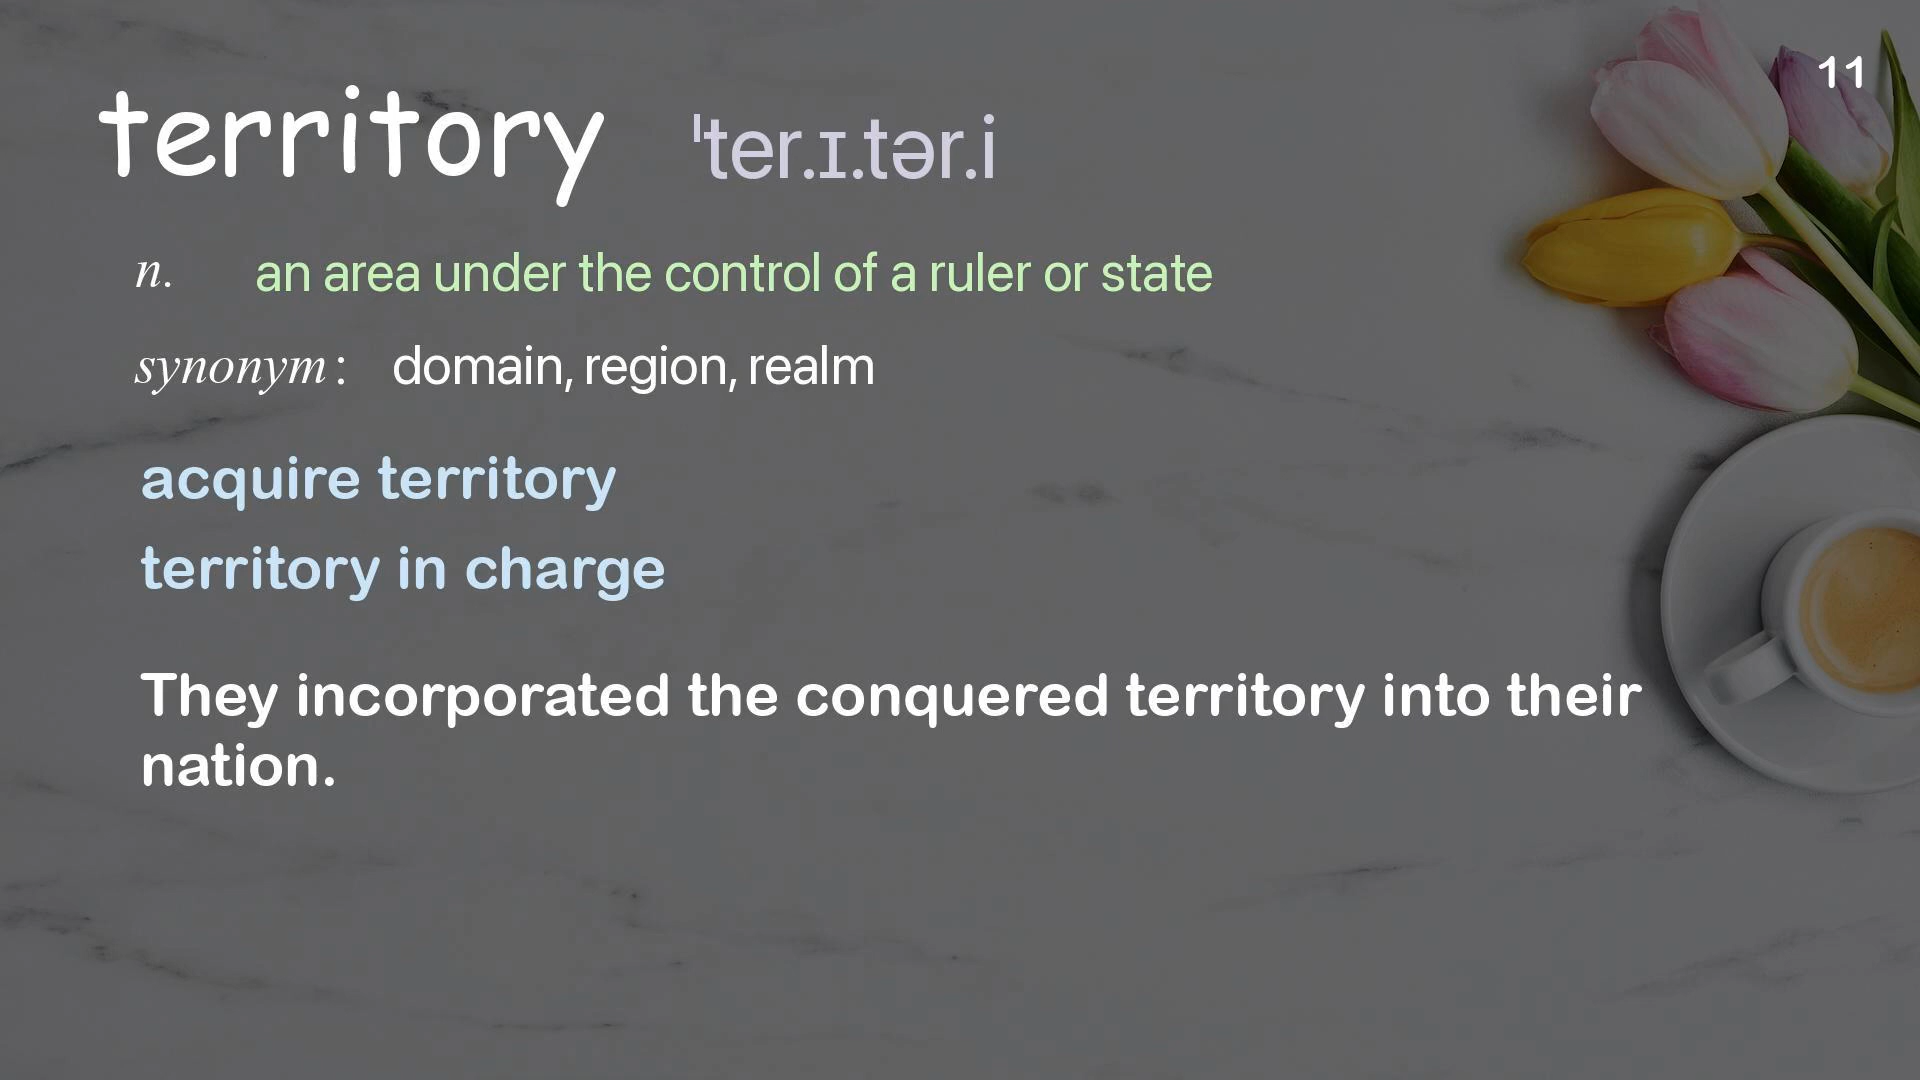 11
territory ˈter.ɪ.tər.i
n. an area under the control of a ruler or state
synonym: domain, region, realm
acquire territory
territory in charge
They incorporated the conquered territory into their
nation.